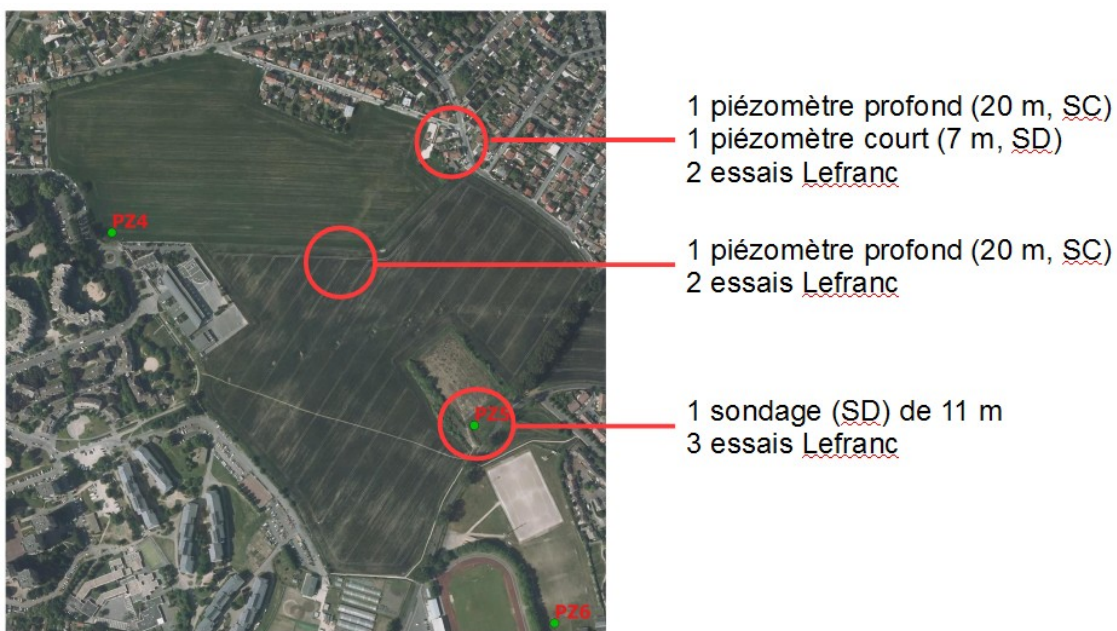 1 piézomètre profond (20 m, SC)
1 piézomètre court (7 m, SD)
2 essais Lefranc
PZ4
1 piézomètre profond (20 m, SC)
2 essais Lefranc
PZ5
1 sondage (SD) de 11 m
3 essais Lefranc
PZ6